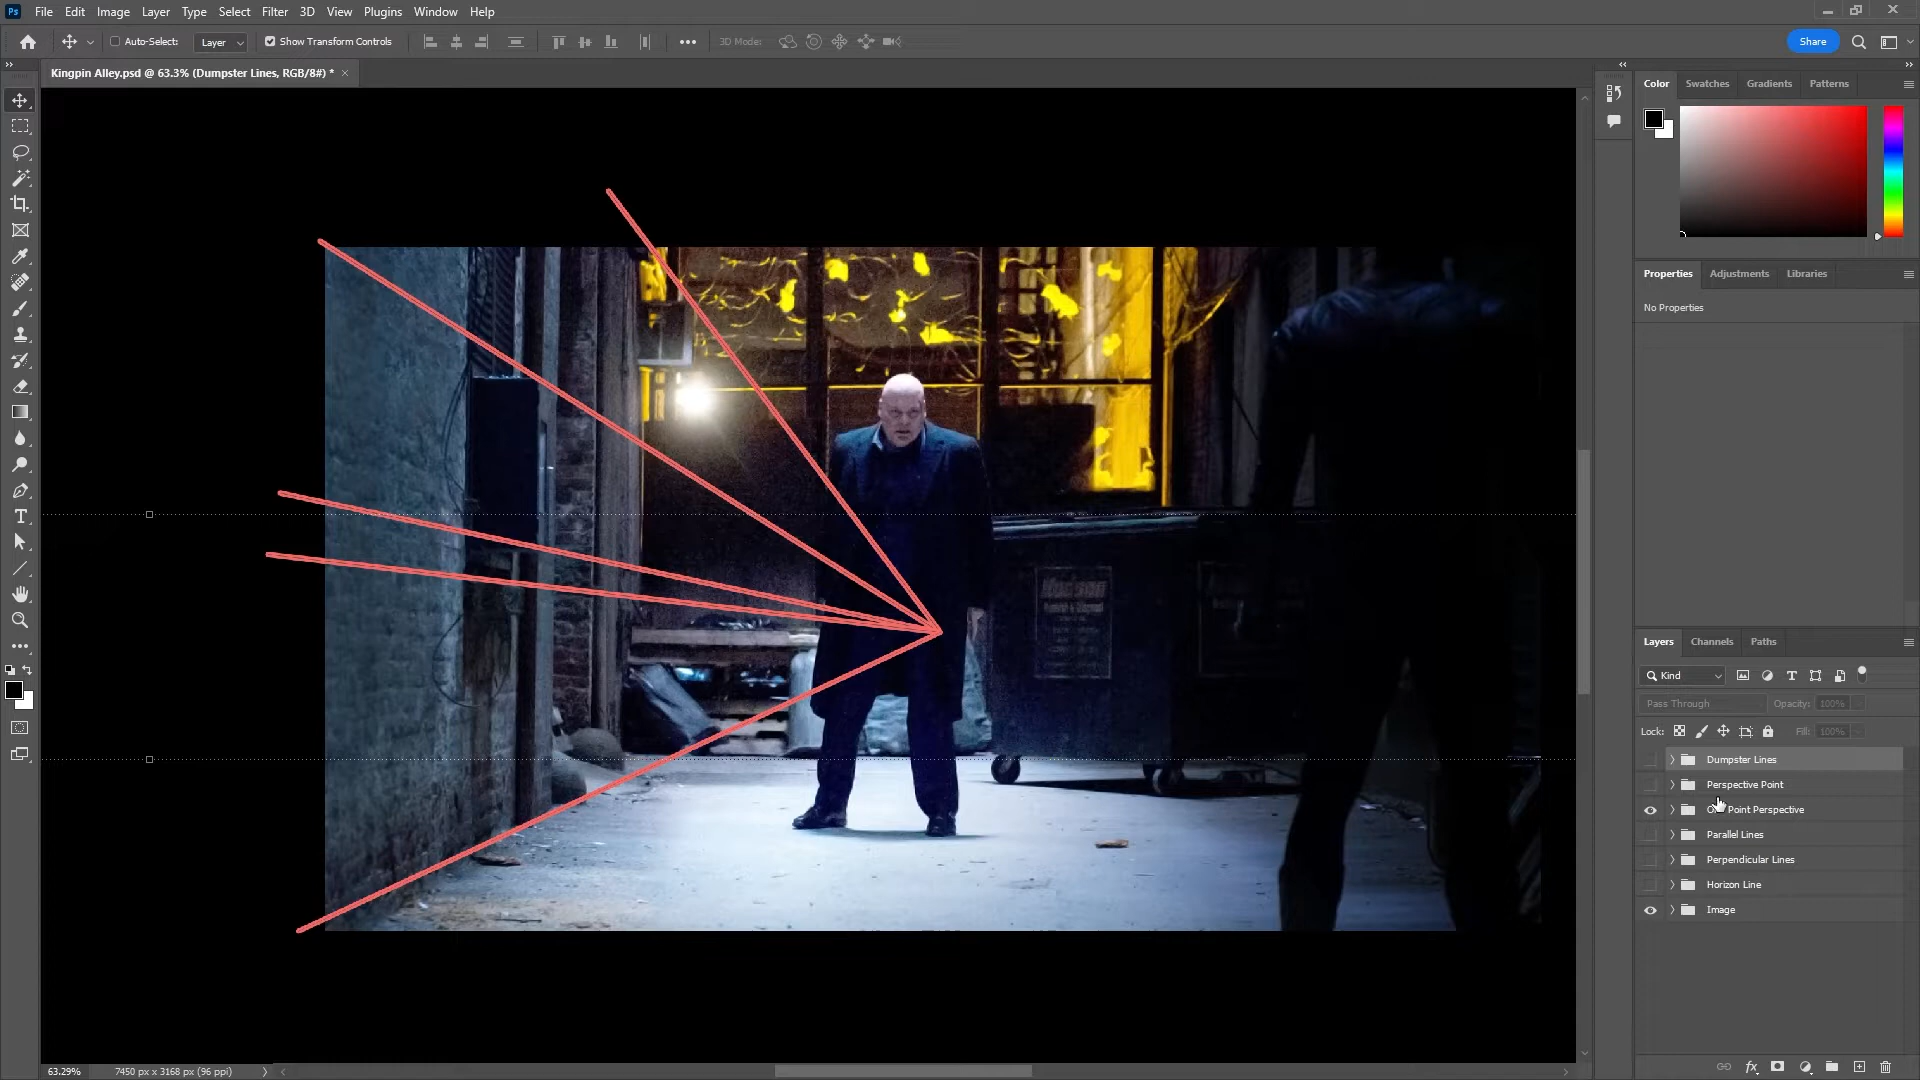 Ps File Edit Image Layer Type Select Filter 3D View Plugins Window Help
Auto-Select: Layer Show Transform Controls 3D Mode: Share
Kingpin Alley.psd @ 63.3% (Dumpster Lines, RGB/8#) *
Color Swatches Gradients Patterns
Properties Adjustments Libraries
No Properties
Layers Channels Paths
Kind
Pass Through Opacity: 100%
Lock: Fill: 100%
Dumpster Lines
Perspective Point
Point Perspective
Parallel Lines
Perpendicular Lines
Horizon Line
Image
63.29% 7450 px x 3168 px (96 ppi)